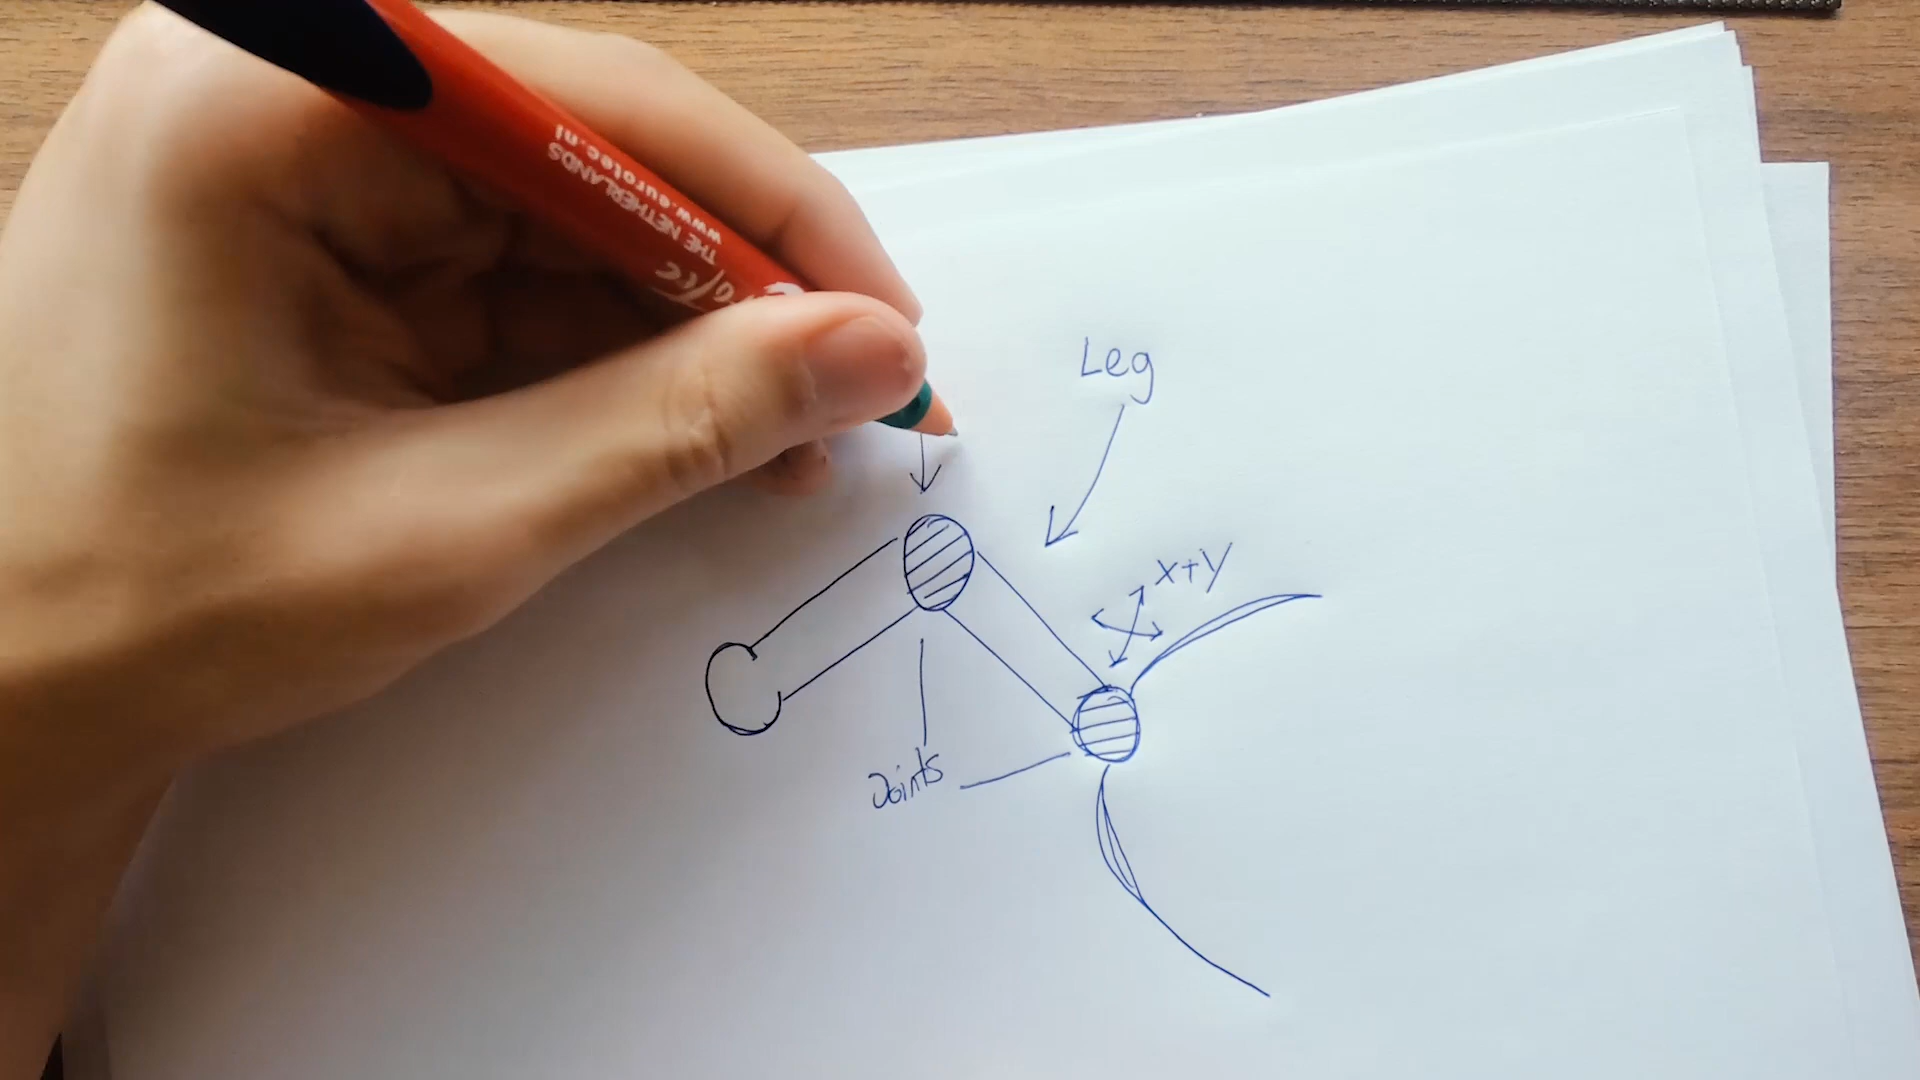 THE NETHERLANDS
www.eurotec.nl
Leg
x+y
Joints